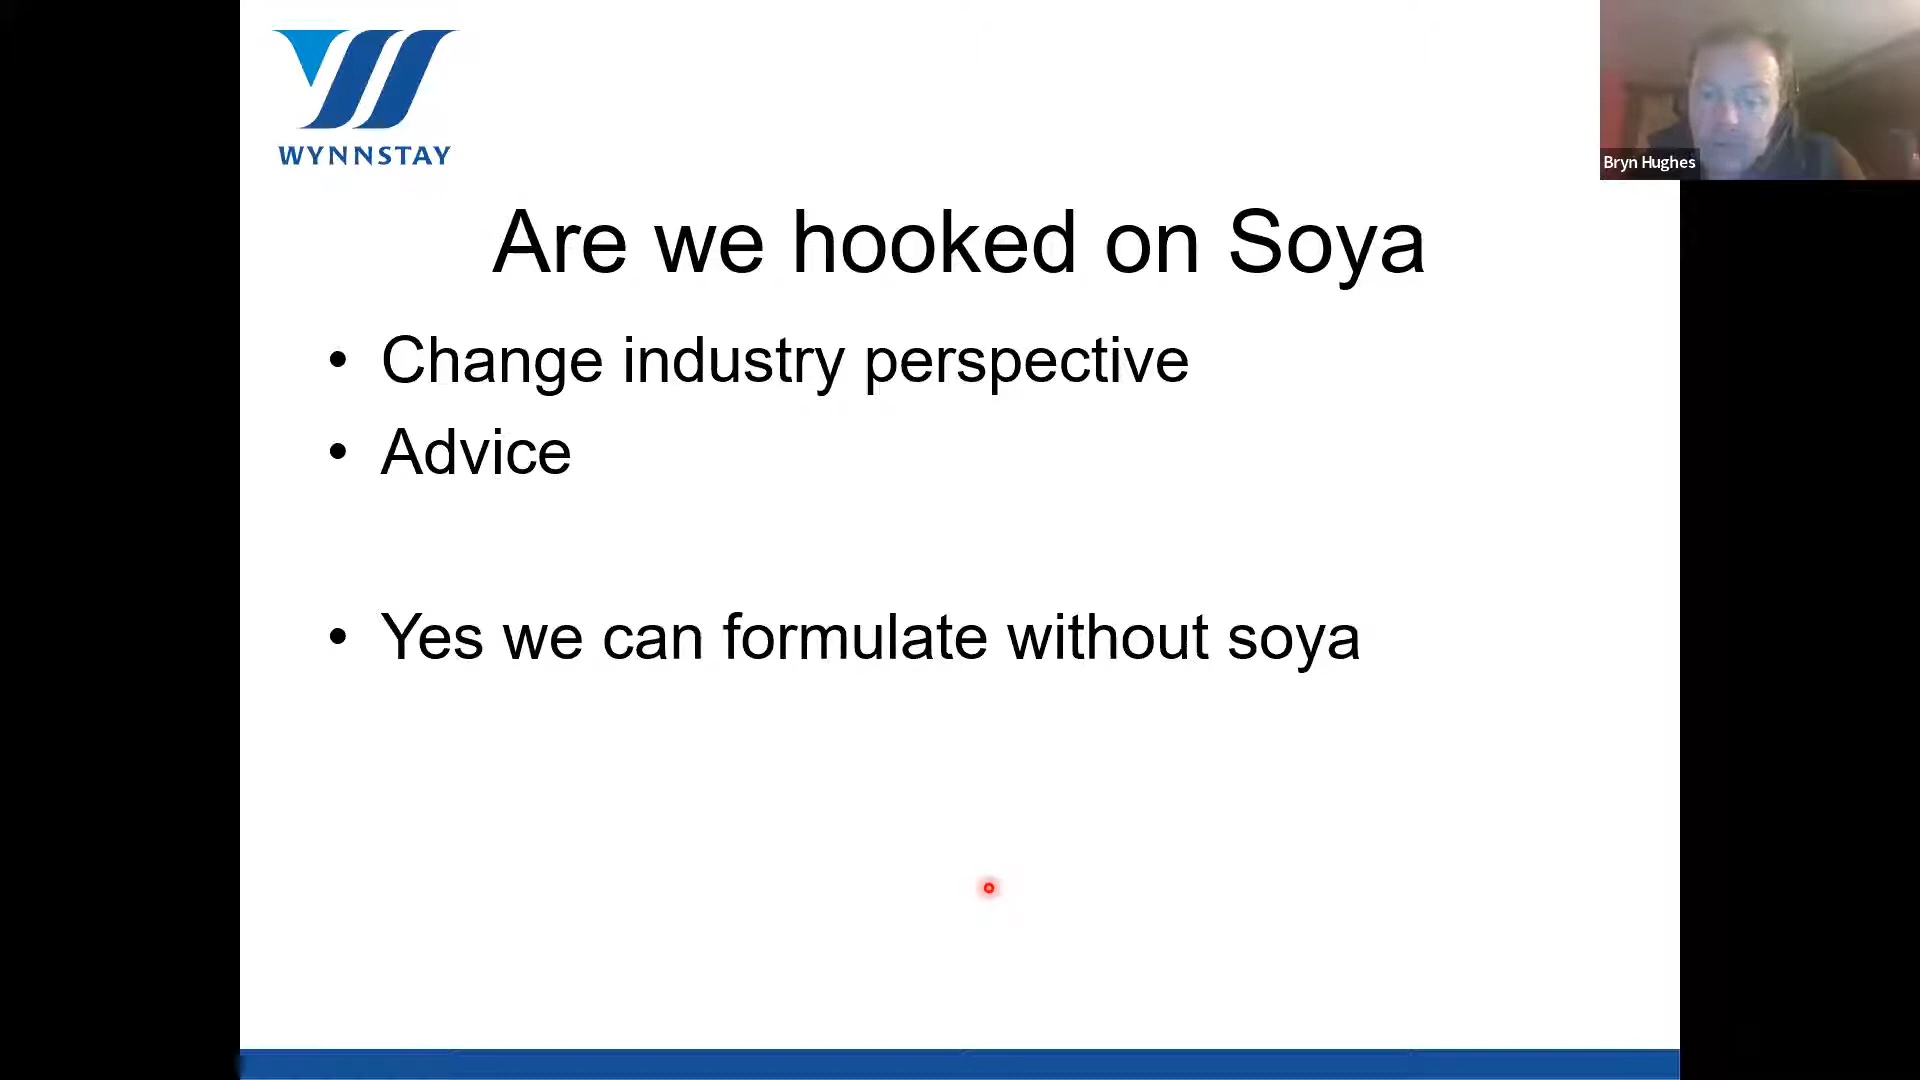 WYNNSTAY
Bryn Hughes
Are we hooked on Soya
• Change industry perspective
• Advice
• Yes we can formulate without soya